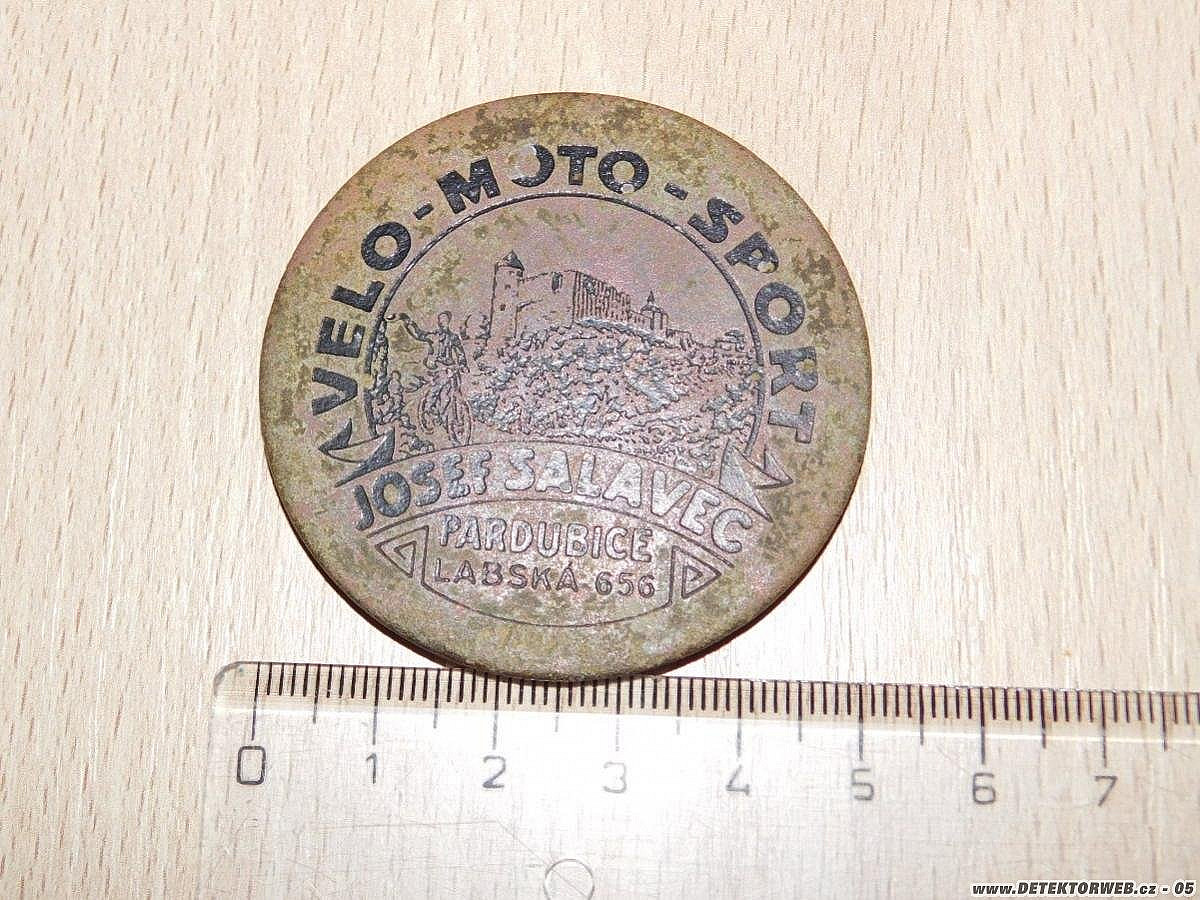 VELO-MOTO-SPORT
JOSEF SALAVEC
PARDUBICE
LABSKÁ 656
0 1 2 3 4 5 6 7
www.DETEKTORWEB.cz - 05